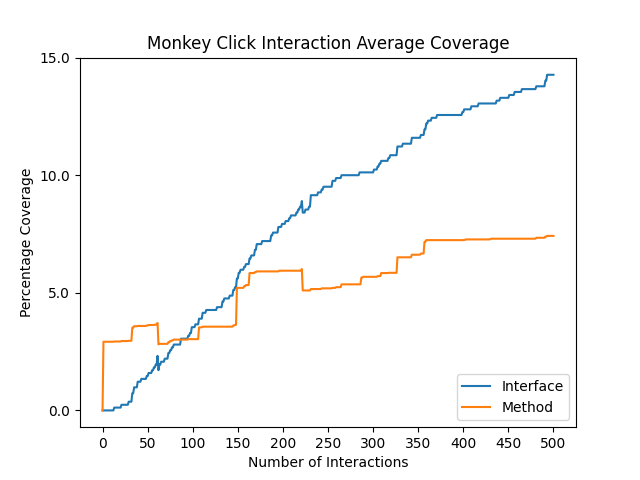 Monkey Click Interaction Average Coverage
15.0
10.0
5.0
0.0
Percentage Coverage
Interface
Method
0 50 100 150 200 250 300 350 400 450 500
Number of Interactions